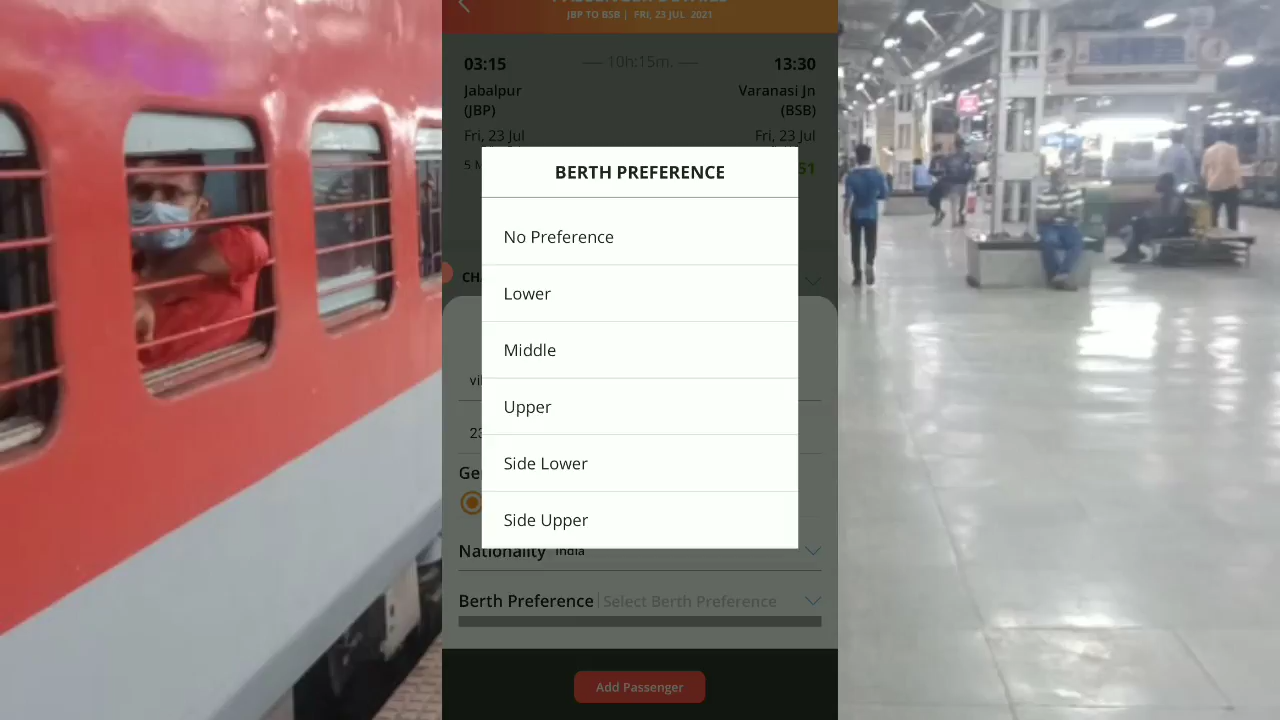 JBP TO BSB | FRI, 23 JUL 2021
03:15
10h:15m.
13:30
Jabalpur
(JBP)
Varanasi Jn
(BSB)
Fri, 23 Jul
Fri, 23 Jul
51
BERTH PREFERENCE
No Preference
Lower
Middle
Upper
Side Lower
Side Upper
Nationality India
Berth Preference Select Berth Preference
Add Passenger